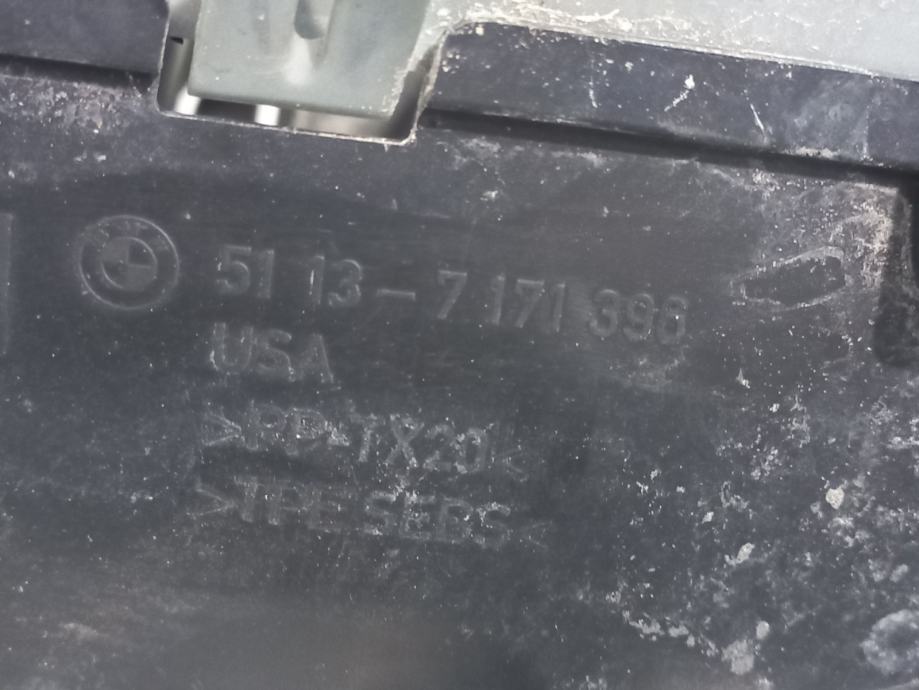 51 13 - 7 171 396
USA
>PP-TX20<
>TPE SEBS<